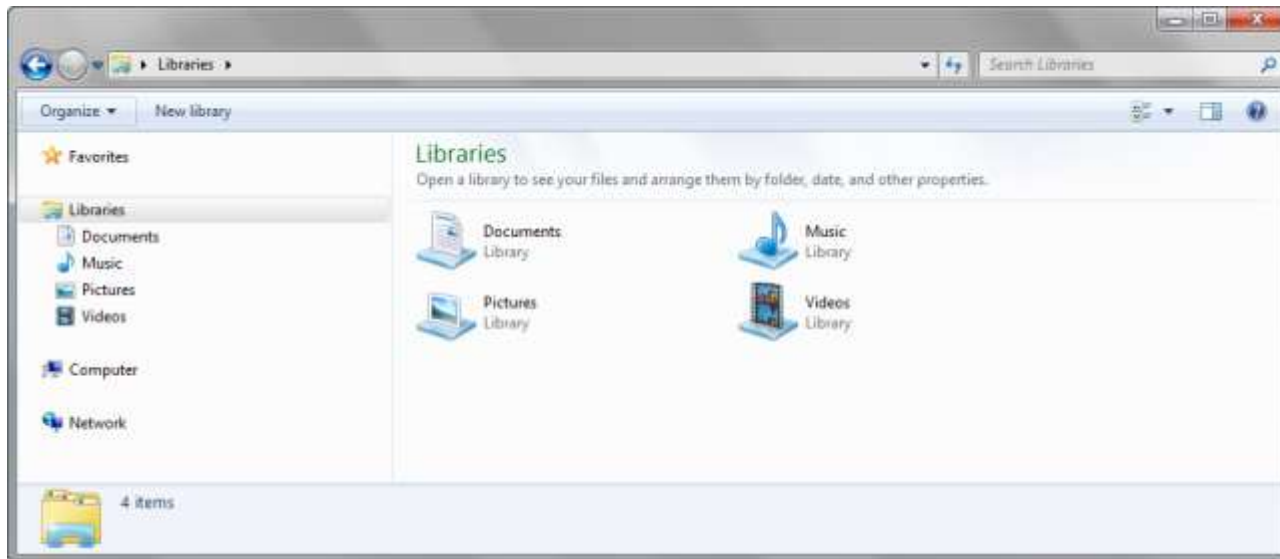 Libraries
Search Libraries
Organize
New library
Favorites
Libraries
Documents
Music
Pictures
Videos
Computer
Network
Libraries
Open a library to see your files and arrange them by folder, date, and other properties.
Documents
Library
Music
Library
Pictures
Library
Videos
Library
4 items